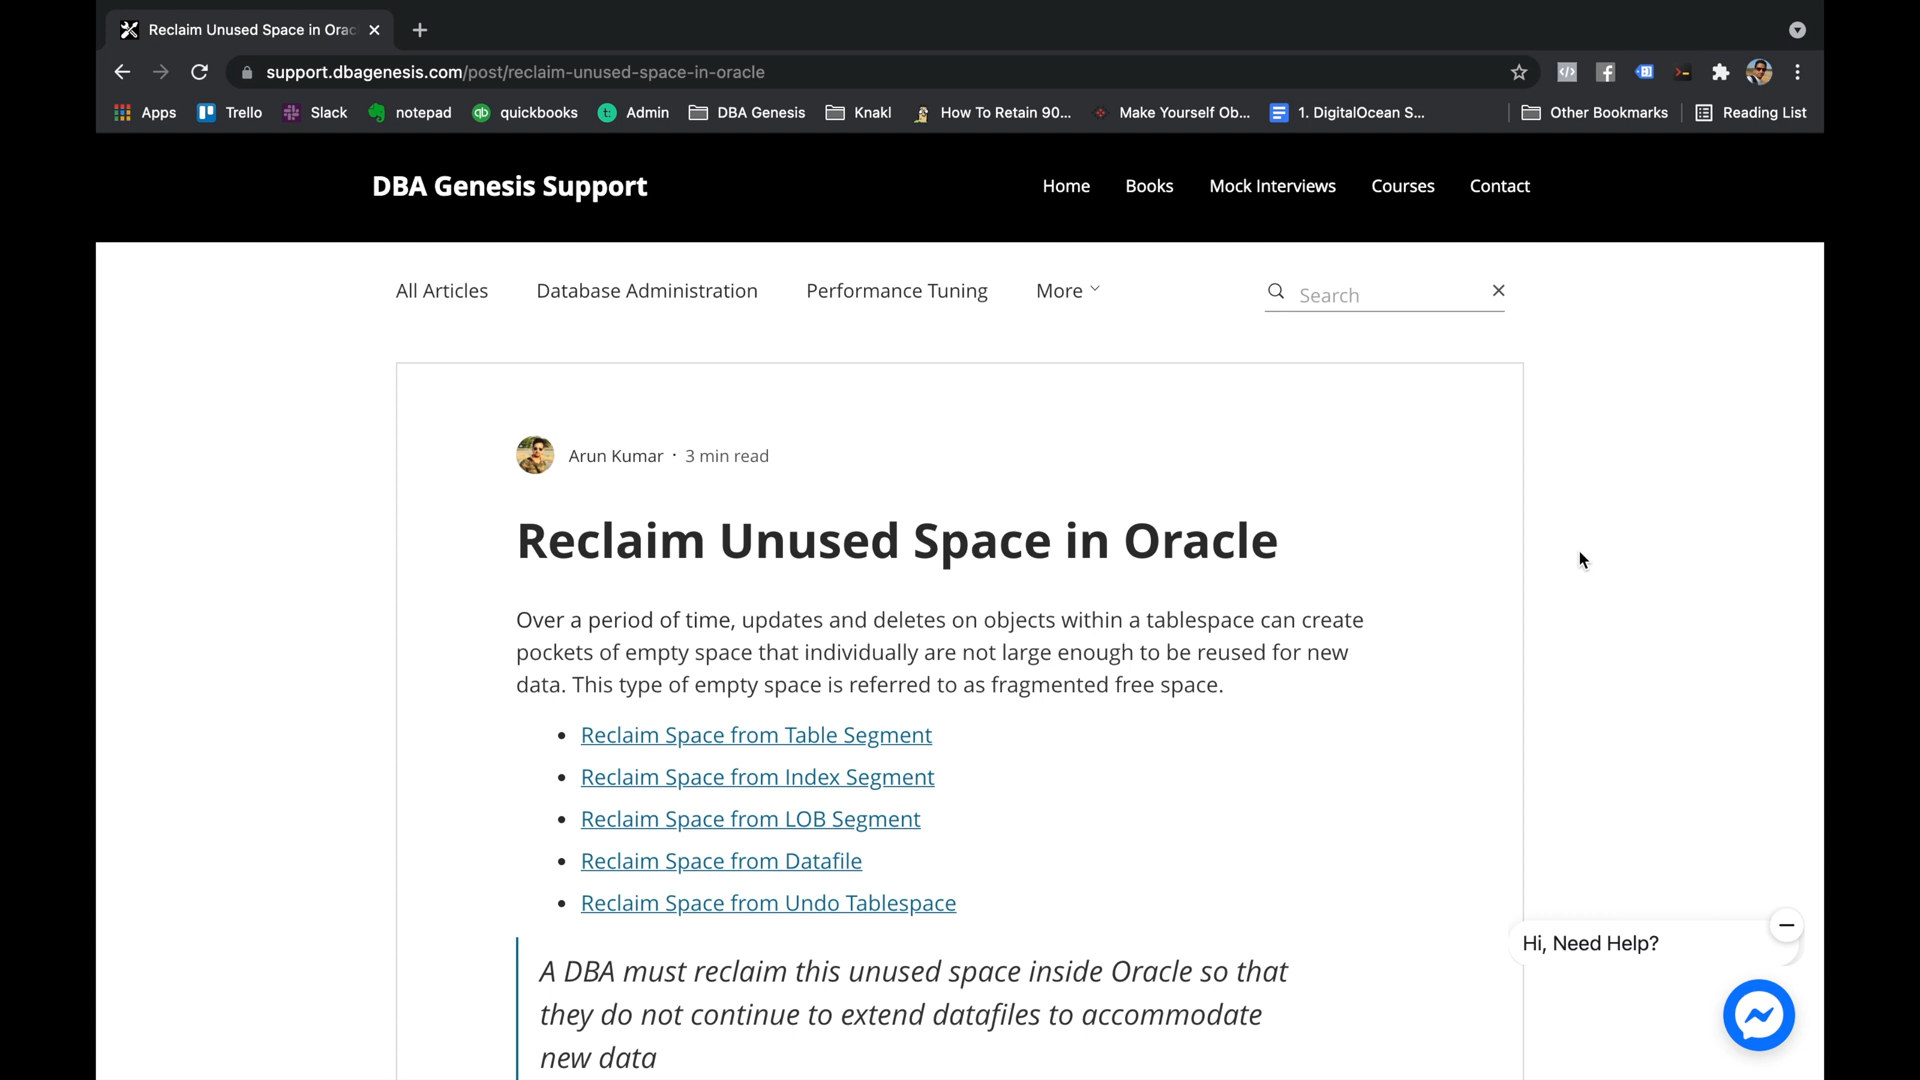 Reclaim Unused Space in Orac
support.dbagenesis.com/post/reclaim-unused-space-in-oracle
Apps Trello Slack notepad quickbooks Admin DBA Genesis Knakl How To Retain 90... Make Yourself Ob... 1. DigitalOcean S... Other Bookmarks Reading List
DBA Genesis Support
Home Books Mock Interviews Courses Contact
All Articles Database Administration Performance Tuning More Search
Arun Kumar · 3 min read
Reclaim Unused Space in Oracle
Over a period of time, updates and deletes on objects within a tablespace can create
pockets of empty space that individually are not large enough to be reused for new
data. This type of empty space is referred to as fragmented free space.
• Reclaim Space from Table Segment
• Reclaim Space from Index Segment
• Reclaim Space from LOB Segment
• Reclaim Space from Datafile
• Reclaim Space from Undo Tablespace
A DBA must reclaim this unused space inside Oracle so that
they do not continue to extend datafiles to accommodate
new data
Hi, Need Help?